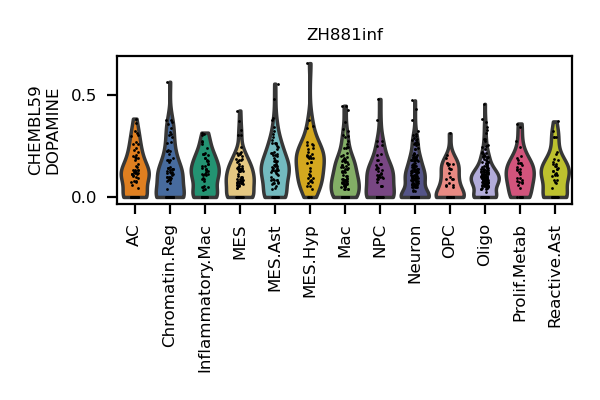 ZH881inf
CHEMBL59
DOPAMINE
0.5
0.0
AC
Chromatin.Reg
Inflammatory.Mac
MES
MES.Ast
MES.Hyp
Mac
NPC
Neuron
OPC
Oligo
Prolif.Metab
Reactive.Ast